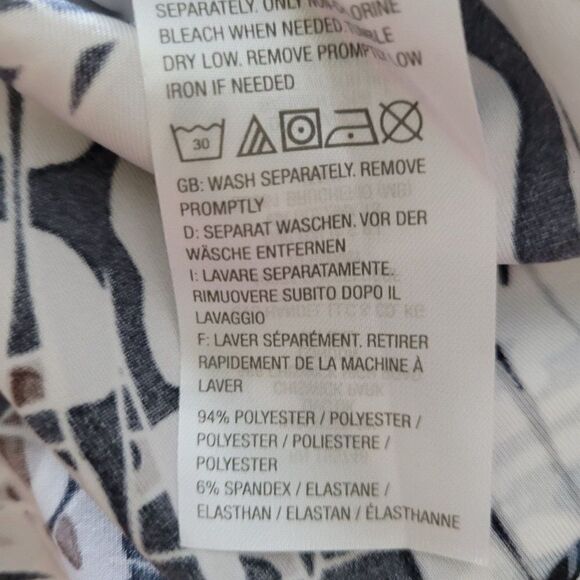 SEPARATELY. ONLY NON-CHLORINE
BLEACH WHEN NEEDED. TUMBLE
DRY LOW. REMOVE PROMPTLY LOW
IRON IF NEEDED
30
GB: WASH SEPARATELY. REMOVE
PROMPTLY
D: SEPARAT WASCHEN. VOR DER
WÄSCHE ENTFERNEN
I: LAVARE SEPARATAMENTE.
RIMUOVERE SUBITO DOPO IL
LAVAGGIO
F: LAVER SÉPARÉMENT. RETIRER
RAPIDEMENT DE LA MACHINE À
LAVER
94% POLYESTER / POLYESTER /
POLYESTER / POLIESTERE /
POLYESTER
6% SPANDEX / ELASTANE /
ELASTHAN / ELASTAN / ÉLASTHANNE